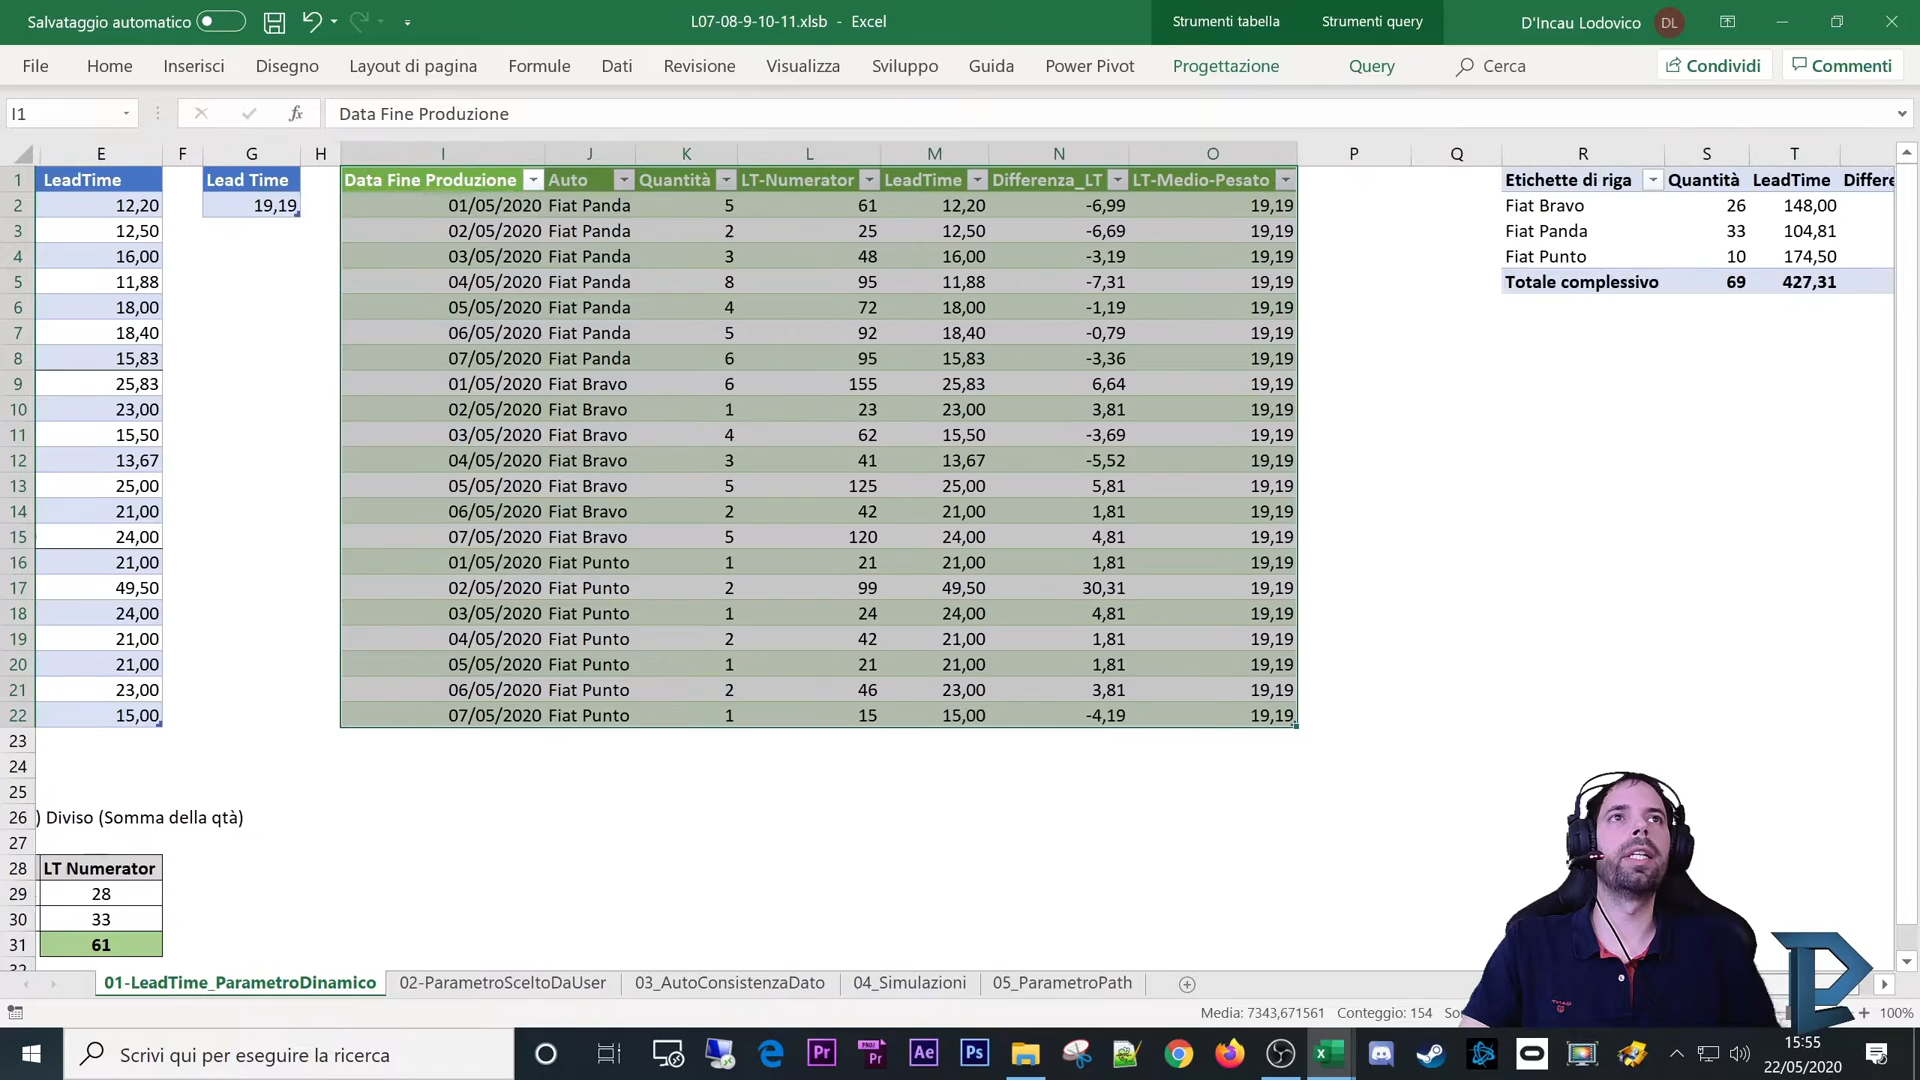 Salvataggio automatico L07-08-9-10-11.xlsb - Excel Strumenti tabella Strumenti query D'Incau Lodovico DL
File Home Inserisci Disegno Layout di pagina Formule Dati Revisione Visualizza Sviluppo Guida Power Pivot Progettazione Query Cerca Condividi Commenti
I1 fx Data Fine Produzione
E F G H I J K L M N O P Q R S T
1 LeadTime Lead Time Data Fine Produzione Auto Quantità LT-Numerator LeadTime Differenza_LT LT-Medio-Pesato Etichette di riga Quantità LeadTime Differe
2 12,20 19,19 01/05/2020 Fiat Panda 5 61 12,20 -6,99 19,19 Fiat Bravo 26 148,00
3 12,50 02/05/2020 Fiat Panda 2 25 12,50 -6,69 19,19 Fiat Panda 33 104,81
4 16,00 03/05/2020 Fiat Panda 3 48 16,00 -3,19 19,19 Fiat Punto 10 174,50
5 11,88 04/05/2020 Fiat Panda 8 95 11,88 -7,31 19,19 Totale complessivo 69 427,31
6 18,00 05/05/2020 Fiat Panda 4 72 18,00 -1,19 19,19
7 18,40 06/05/2020 Fiat Panda 5 92 18,40 -0,79 19,19
8 15,83 07/05/2020 Fiat Panda 6 95 15,83 -3,36 19,19
9 25,83 01/05/2020 Fiat Bravo 6 155 25,83 6,64 19,19
10 23,00 02/05/2020 Fiat Bravo 1 23 23,00 3,81 19,19
11 15,50 03/05/2020 Fiat Bravo 4 62 15,50 -3,69 19,19
12 13,67 04/05/2020 Fiat Bravo 3 41 13,67 -5,52 19,19
13 25,00 05/05/2020 Fiat Bravo 5 125 25,00 5,81 19,19
14 21,00 06/05/2020 Fiat Bravo 2 42 21,00 1,81 19,19
15 24,00 07/05/2020 Fiat Bravo 5 120 24,00 4,81 19,19
16 21,00 01/05/2020 Fiat Punto 1 21 21,00 1,81 19,19
17 49,50 02/05/2020 Fiat Punto 2 99 49,50 30,31 19,19
18 24,00 03/05/2020 Fiat Punto 1 24 24,00 4,81 19,19
19 21,00 04/05/2020 Fiat Punto 2 42 21,00 1,81 19,19
20 21,00 05/05/2020 Fiat Punto 1 21 21,00 1,81 19,19
21 23,00 06/05/2020 Fiat Punto 2 46 23,00 3,81 19,19
22 15,00 07/05/2020 Fiat Punto 1 15 15,00 -4,19 19,19
23
24
25
26 ) Diviso (Somma della qtà)
27
28 LT Numerator
29 28
30 33
31 61
32
01-LeadTime_ParametroDinamico 02-ParametroSceltoDaUser 03_AutoConsistenzaDato 04_Simulazioni 05_ParametroPath
Media: 7343,671561 Conteggio: 154 So 100%
Scrivi qui per eseguire la ricerca Pr Pr Ae Ps 15:55
22/05/2020